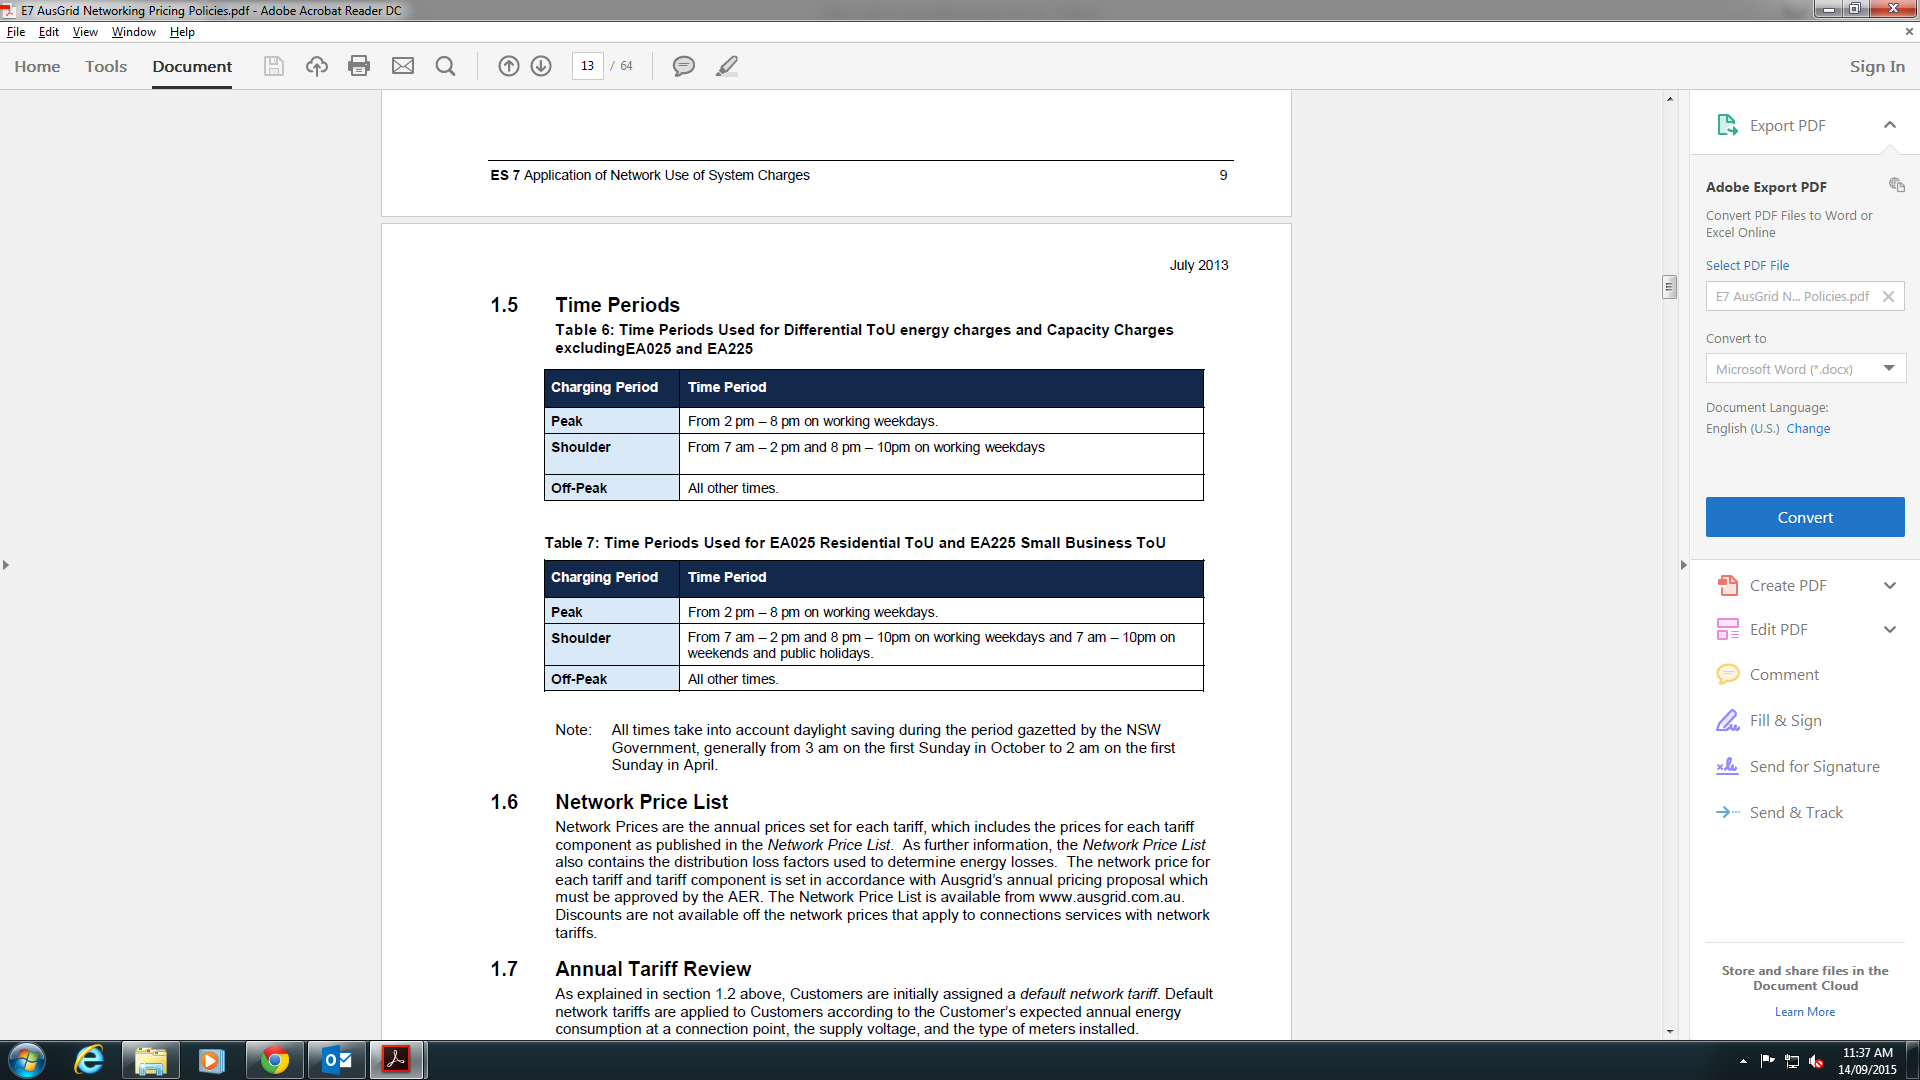 E7 AusGrid Networking Pricing Policies.pdf - Adobe Acrobat Reader DC
File Edit View Window Help
Home Tools Document 13 / 64 Sign In
ES 7 Application of Network Use of System Charges 9
July 2013
1.5 Time Periods
Table 6: Time Periods Used for Differential ToU energy charges and Capacity Charges
excludingEA025 and EA225
Charging Period Time Period
Peak From 2 pm – 8 pm on working weekdays.
Shoulder From 7 am – 2 pm and 8 pm – 10pm on working weekdays
Off-Peak All other times.
Table 7: Time Periods Used for EA025 Residential ToU and EA225 Small Business ToU
Charging Period Time Period
Peak From 2 pm – 8 pm on working weekdays.
Shoulder From 7 am – 2 pm and 8 pm – 10pm on working weekdays and 7 am – 10pm on
weekends and public holidays.
Off-Peak All other times.
Note: All times take into account daylight saving during the period gazetted by the NSW
Government, generally from 3 am on the first Sunday in October to 2 am on the first
Sunday in April.
1.6 Network Price List
Network Prices are the annual prices set for each tariff, which includes the prices for each tariff
component as published in the Network Price List. As further information, the Network Price List
also contains the distribution loss factors used to determine energy losses. The network price for
each tariff and tariff component is set in accordance with Ausgrid's annual pricing proposal which
must be approved by the AER. The Network Price List is available from www.ausgrid.com.au.
Discounts are not available off the network prices that apply to connections services with network
tariffs.
1.7 Annual Tariff Review
As explained in section 1.2 above, Customers are initially assigned a default network tariff. Default
network tariffs are applied to Customers according to the Customer's expected annual energy
consumption at a connection point, the supply voltage, and the type of meters installed.
Export PDF
Adobe Export PDF
Convert PDF Files to Word or
Excel Online
Select PDF File
E7 AusGrid N... Policies.pdf
Convert to
Microsoft Word (*.docx)
Document Language:
English (U.S.) Change
Convert
Create PDF
Edit PDF
Comment
Fill & Sign
Send for Signature
Send & Track
Store and share files in the
Document Cloud
Learn More
11:37 AM
14/09/2015